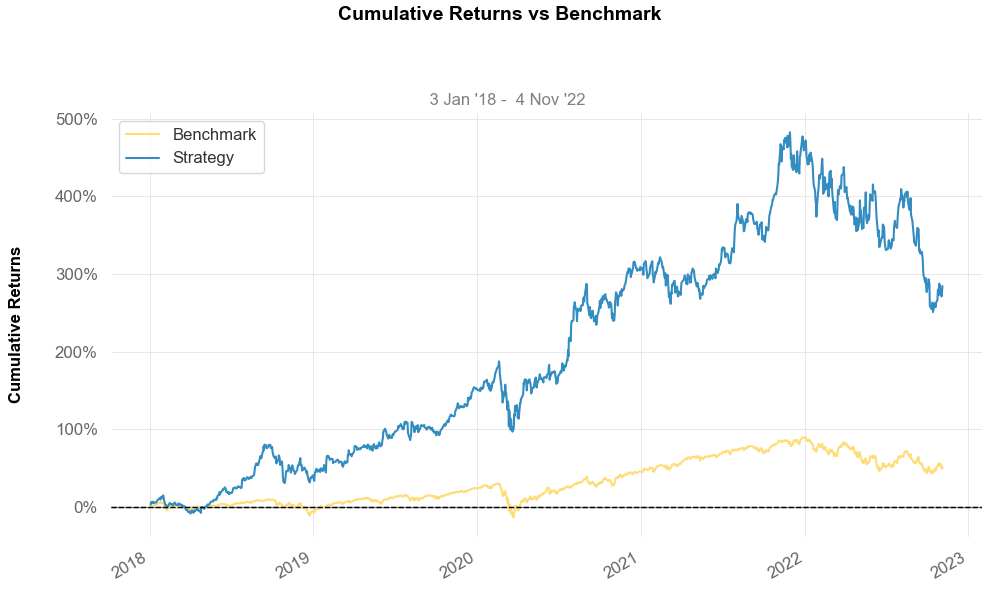 Cumulative Returns vs Benchmark
3 Jan '18 -  4 Nov '22
Benchmark
Strategy
Cumulative Returns
500%
400%
300%
200%
100%
0%
2018
2019
2020
2021
2022
2023